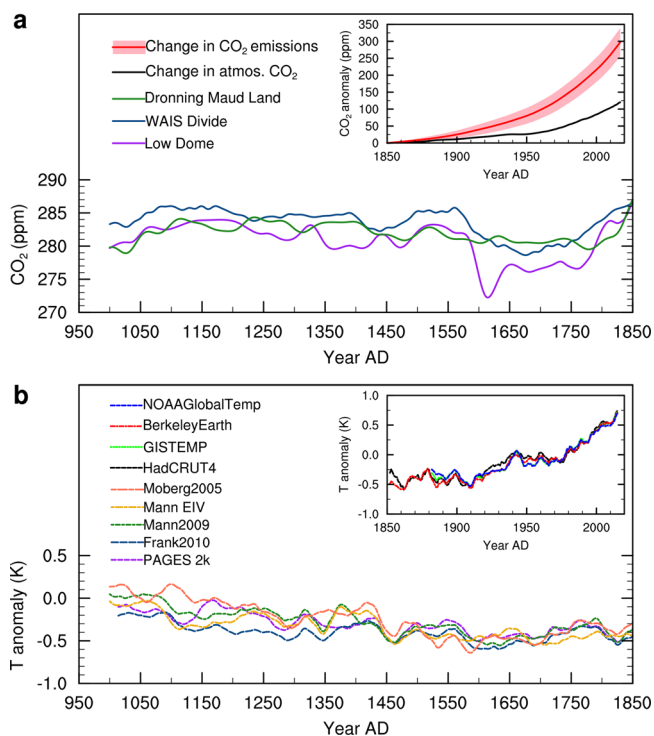 a
Change in CO2 emissions
Change in atmos. CO2
Dronning Maud Land
WAIS Divide
Low Dome
CO2 anomaly (ppm)
350
300
250
200
150
100
50
0
1850 1900 1950 2000
Year AD
CO2 (ppm)
290
285
280
275
270
950 1050 1150 1250 1350 1450 1550 1650 1750 1850
Year AD
b
NOAAGlobalTemp
BerkeleyEarth
GISTEMP
HadCRUT4
Moberg2005
Mann EIV
Mann2009
Frank2010
PAGES 2k
T anomaly (K)
1.0
0.5
0.0
-0.5
-1.0
1850 1900 1950 2000
Year AD
T anomaly (K)
0.5
0.0
-0.5
-1.0
950 1050 1150 1250 1350 1450 1550 1650 1750 1850
Year AD